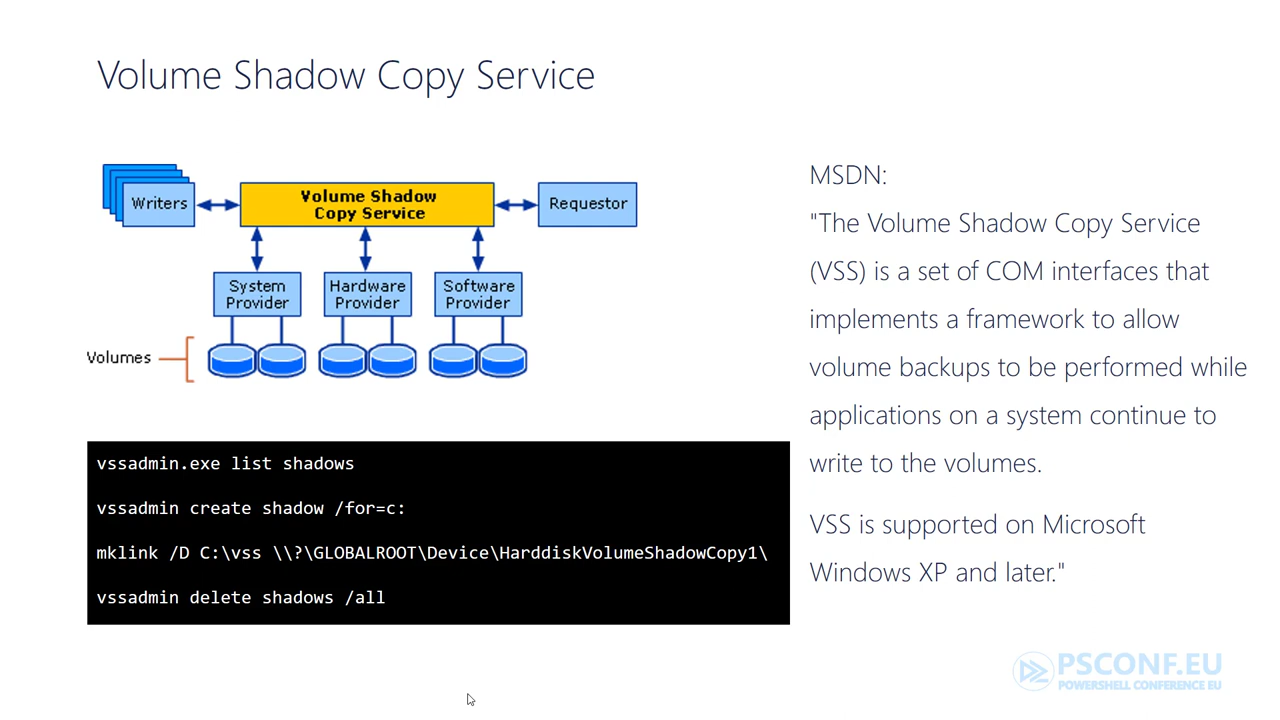 Volume Shadow Copy Service
Writers
Volume Shadow
Copy Service
Requestor
System
Provider
Hardware
Provider
Software
Provider
Volumes
vssadmin.exe list shadows
vssadmin create shadow /for=c:
mklink /D C:\vss \\?\GLOBALROOT\Device\HarddiskVolumeShadowCopy1\
vssadmin delete shadows /all
MSDN:
"The Volume Shadow Copy Service
(VSS) is a set of COM interfaces that
implements a framework to allow
volume backups to be performed while
applications on a system continue to
write to the volumes.
VSS is supported on Microsoft
Windows XP and later."
PSCONF.EU
POWERSHELL CONFERENCE EU